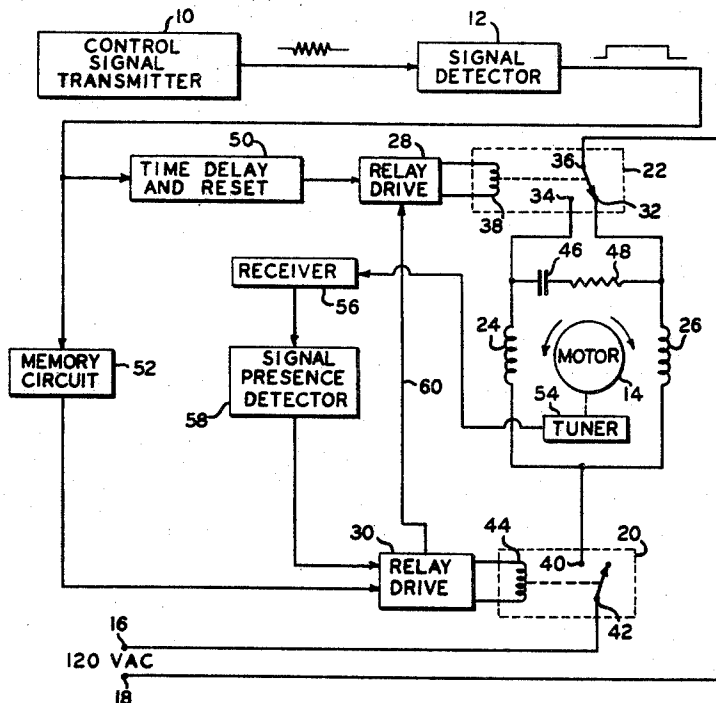 10
CONTROL
SIGNAL
TRANSMITTER
12
SIGNAL
DETECTOR
50
TIME DELAY
AND RESET
28
RELAY
DRIVE
36
22
34
32
38
46
48
RECEIVER
56
24
26
MOTOR
14
MEMORY
CIRCUIT
52
SIGNAL
PRESENCE
DETECTOR
58
60
54
TUNER
30
RELAY
DRIVE
44
40
20
42
16
120 VAC
18